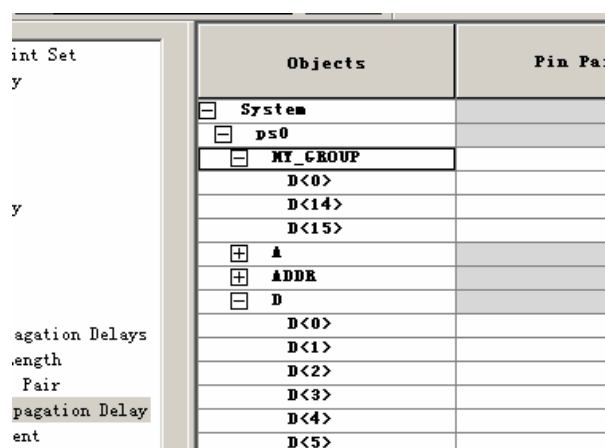 int Set
y
y
agation Delays
ength
Pair
pagation Delay
ent
Objects
Pin Pai
System
ps0
MY_GROUP
D<0>
D<14>
D<15>
A
ADDR
D
D<0>
D<1>
D<2>
D<3>
D<4>
D<5>